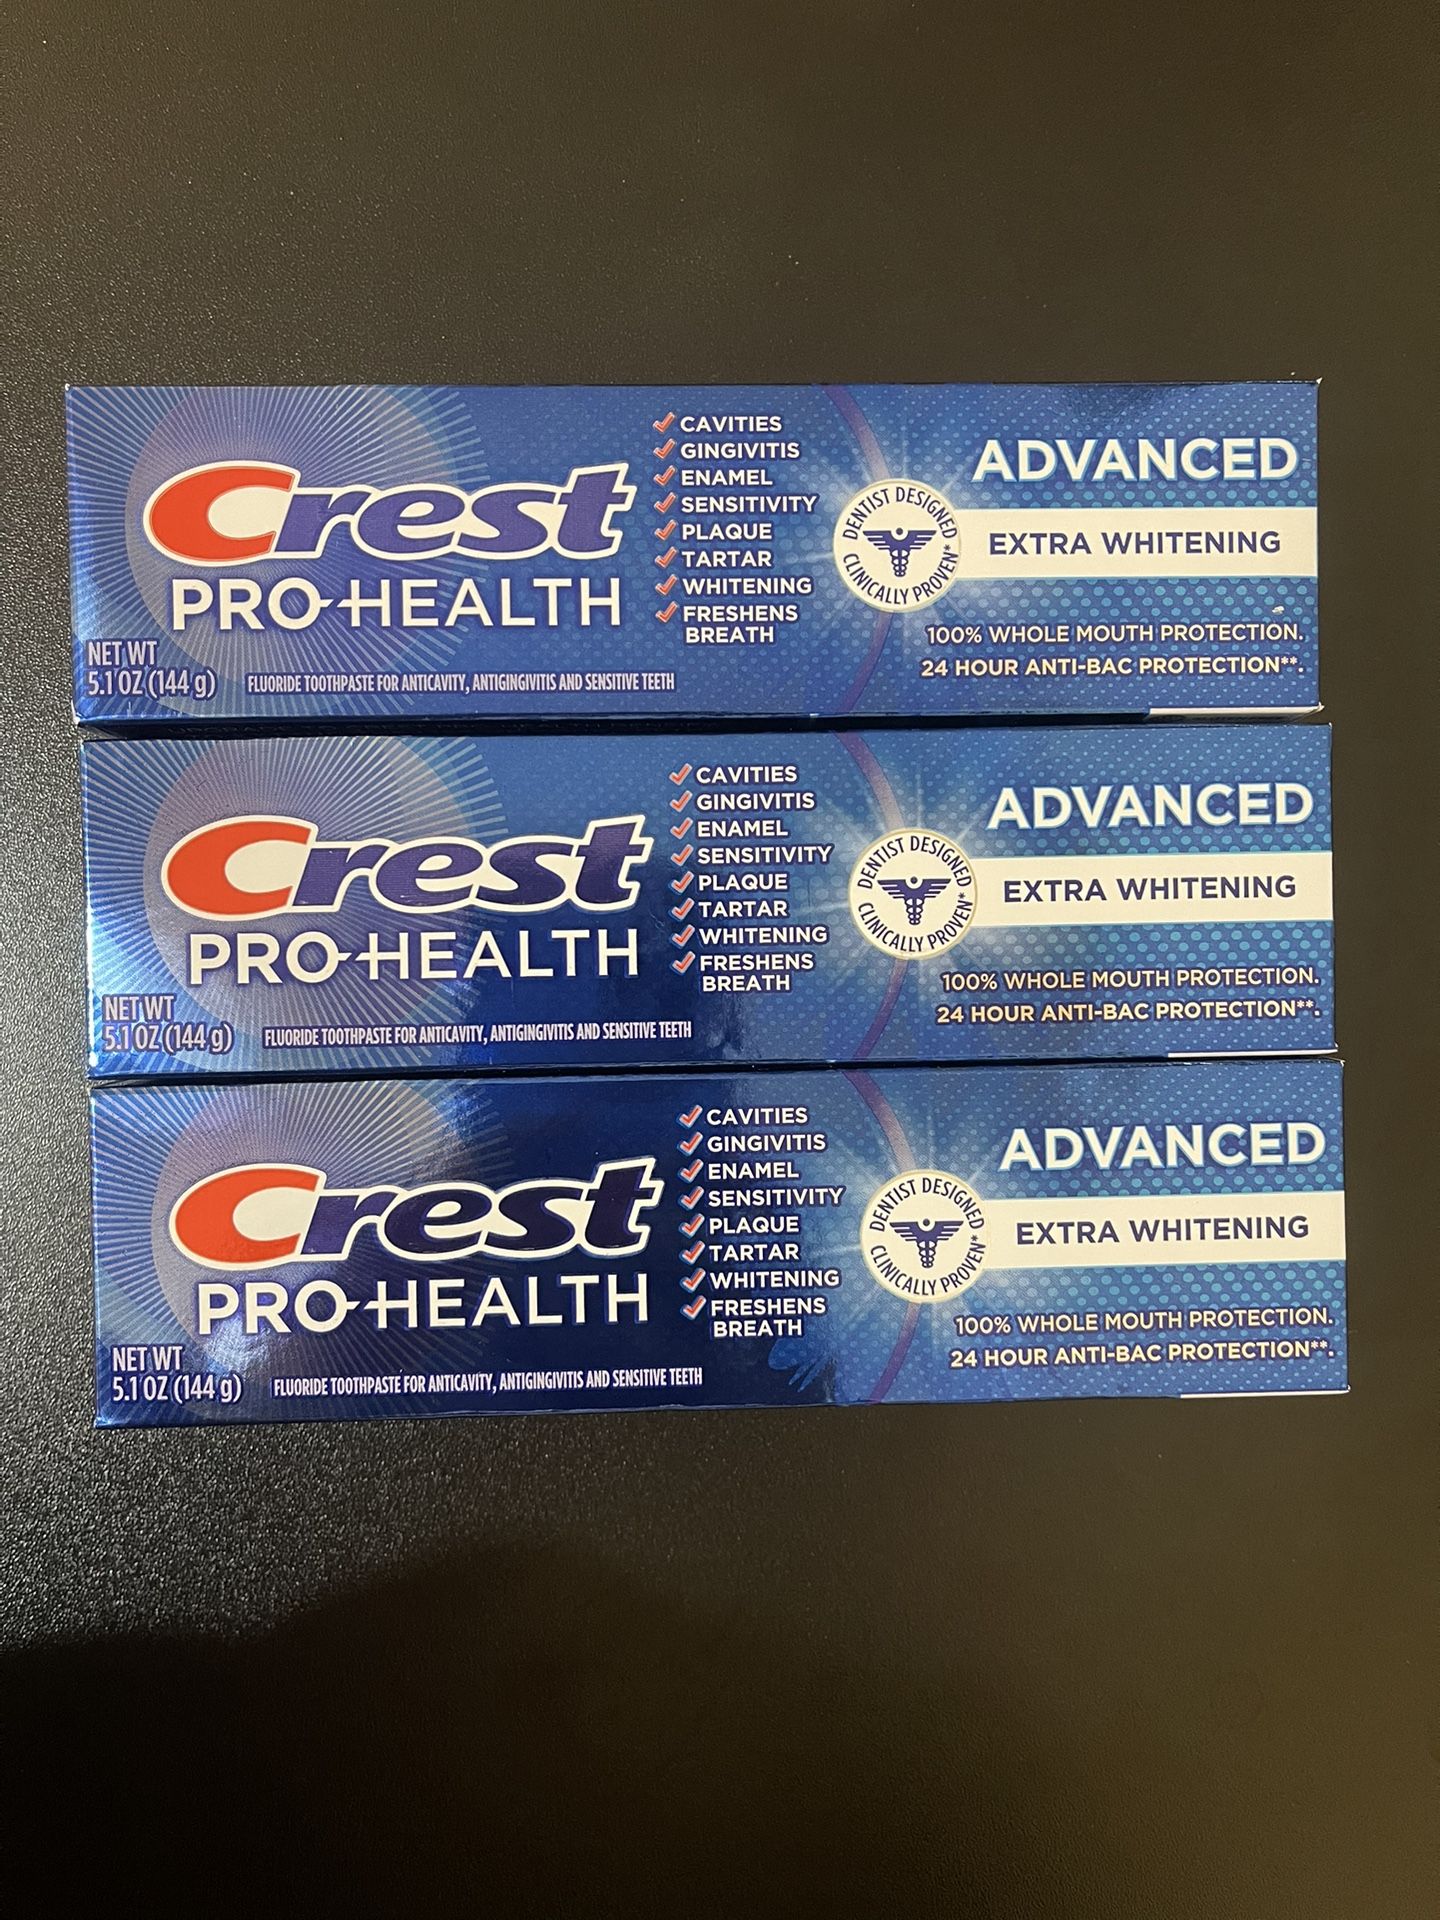 Crest
PRO-HEALTH
NET WT
5.1 OZ (144 g)
FLUORIDE TOOTHPASTE FOR ANTICAVITY, ANTIGINGIVITIS AND SENSITIVE TEETH
CAVITIES
GINGIVITIS
ENAMEL
SENSITIVITY
PLAQUE
TARTAR
WHITENING
FRESHENS
BREATH
DENTIST DESIGNED
CLINICALLY PROVEN*
ADVANCED
EXTRA WHITENING
100% WHOLE MOUTH PROTECTION.
24 HOUR ANTI-BAC PROTECTION**.
Crest
PRO-HEALTH
NET WT
5.1 OZ (144 g)
FLUORIDE TOOTHPASTE FOR ANTICAVITY, ANTIGINGIVITIS AND SENSITIVE TEETH
CAVITIES
GINGIVITIS
ENAMEL
SENSITIVITY
PLAQUE
TARTAR
WHITENING
FRESHENS
BREATH
DENTIST DESIGNED
CLINICALLY PROVEN*
ADVANCED
EXTRA WHITENING
100% WHOLE MOUTH PROTECTION.
24 HOUR ANTI-BAC PROTECTION**.
Crest
PRO-HEALTH
NET WT
5.1 OZ (144 g)
FLUORIDE TOOTHPASTE FOR ANTICAVITY, ANTIGINGIVITIS AND SENSITIVE TEETH
CAVITIES
GINGIVITIS
ENAMEL
SENSITIVITY
PLAQUE
TARTAR
WHITENING
FRESHENS
BREATH
DENTIST DESIGNED
CLINICALLY PROVEN*
ADVANCED
EXTRA WHITENING
100% WHOLE MOUTH PROTECTION.
24 HOUR ANTI-BAC PROTECTION**.